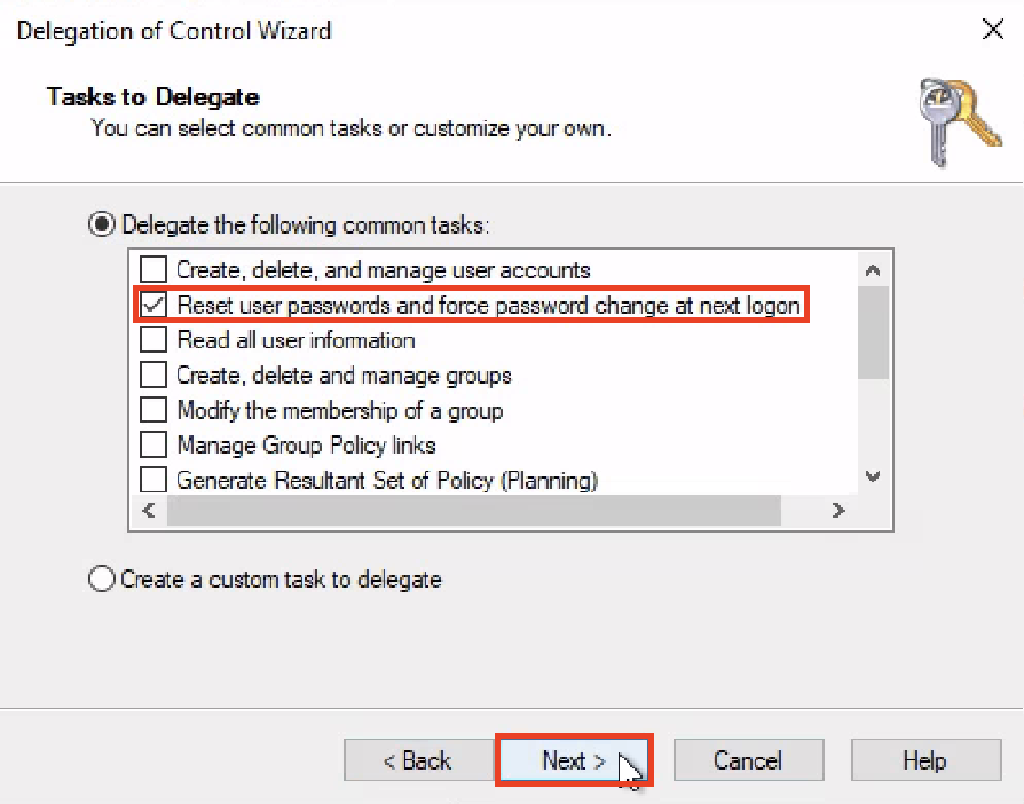 Delegation of Control Wizard
Tasks to Delegate
You can select common tasks or customize your own.
Delegate the following common tasks:
Create, delete, and manage user accounts
Reset user passwords and force password change at next logon
Read all user information
Create, delete and manage groups
Modify the membership of a group
Manage Group Policy links
Generate Resultant Set of Policy (Planning)
Create a custom task to delegate
< Back Next > Cancel Help